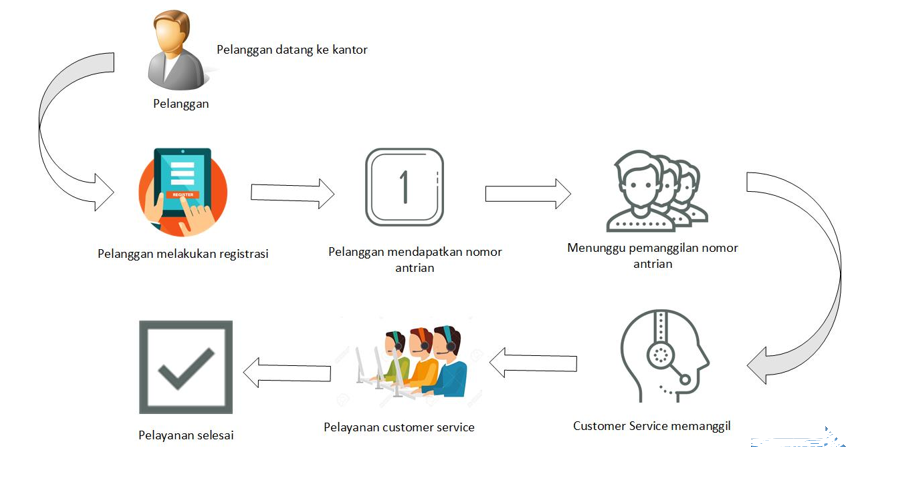 Pelanggan datang ke kantor
Pelanggan
REGISTER
1
Pelanggan melakukan registrasi
Pelanggan mendapatkan nomor
antrian
Menunggu pemanggilan nomor
antrian
Pelayanan selesai
Pelayanan customer service
Customer Service memanggil